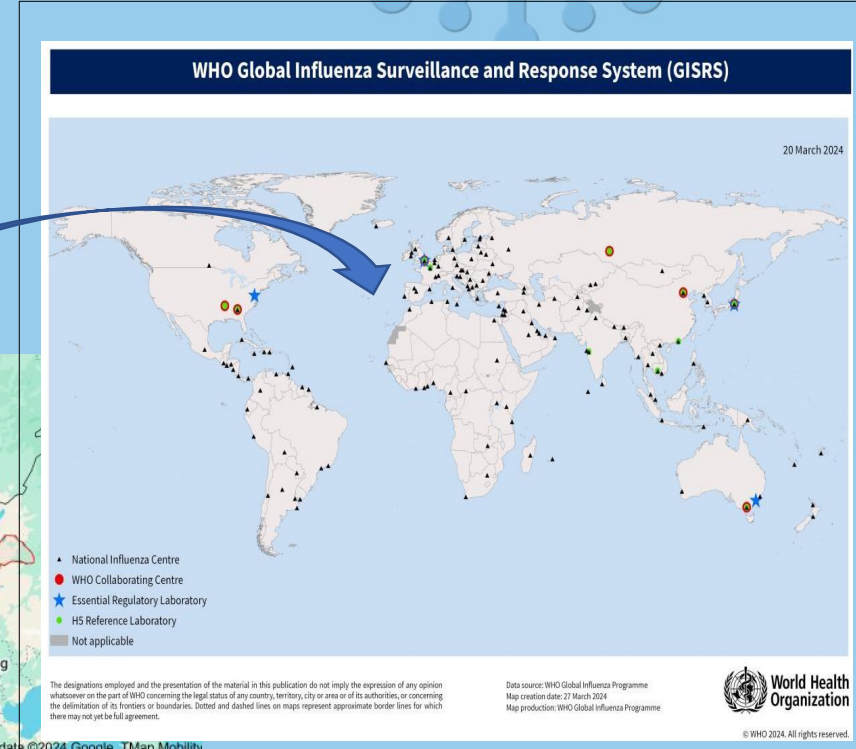 WHO Global Influenza Surveillance and Response System (GISRS)
20 March 2024
National Influenza Centre
WHO Collaborating Centre
Essential Regulatory Laboratory
H5 Reference Laboratory
Not applicable
The designations employed and the presentation of the material in this publication do not imply the expression of any opinion
whatsoever on the part of WHO concerning the legal status of any country, territory, city or area or of its authorities, or concerning
the delimitation of its frontiers or boundaries. Dotted and dashed lines on maps represent approximate border lines for which
there may not yet be full agreement.
Data source: WHO Global Influenza Programme
Map creation date: 27 March 2024
Map production: WHO Global Influenza Programme
World Health
Organization
© WHO 2024. All rights reserved.
g
©2024 Google, TMap Mobility